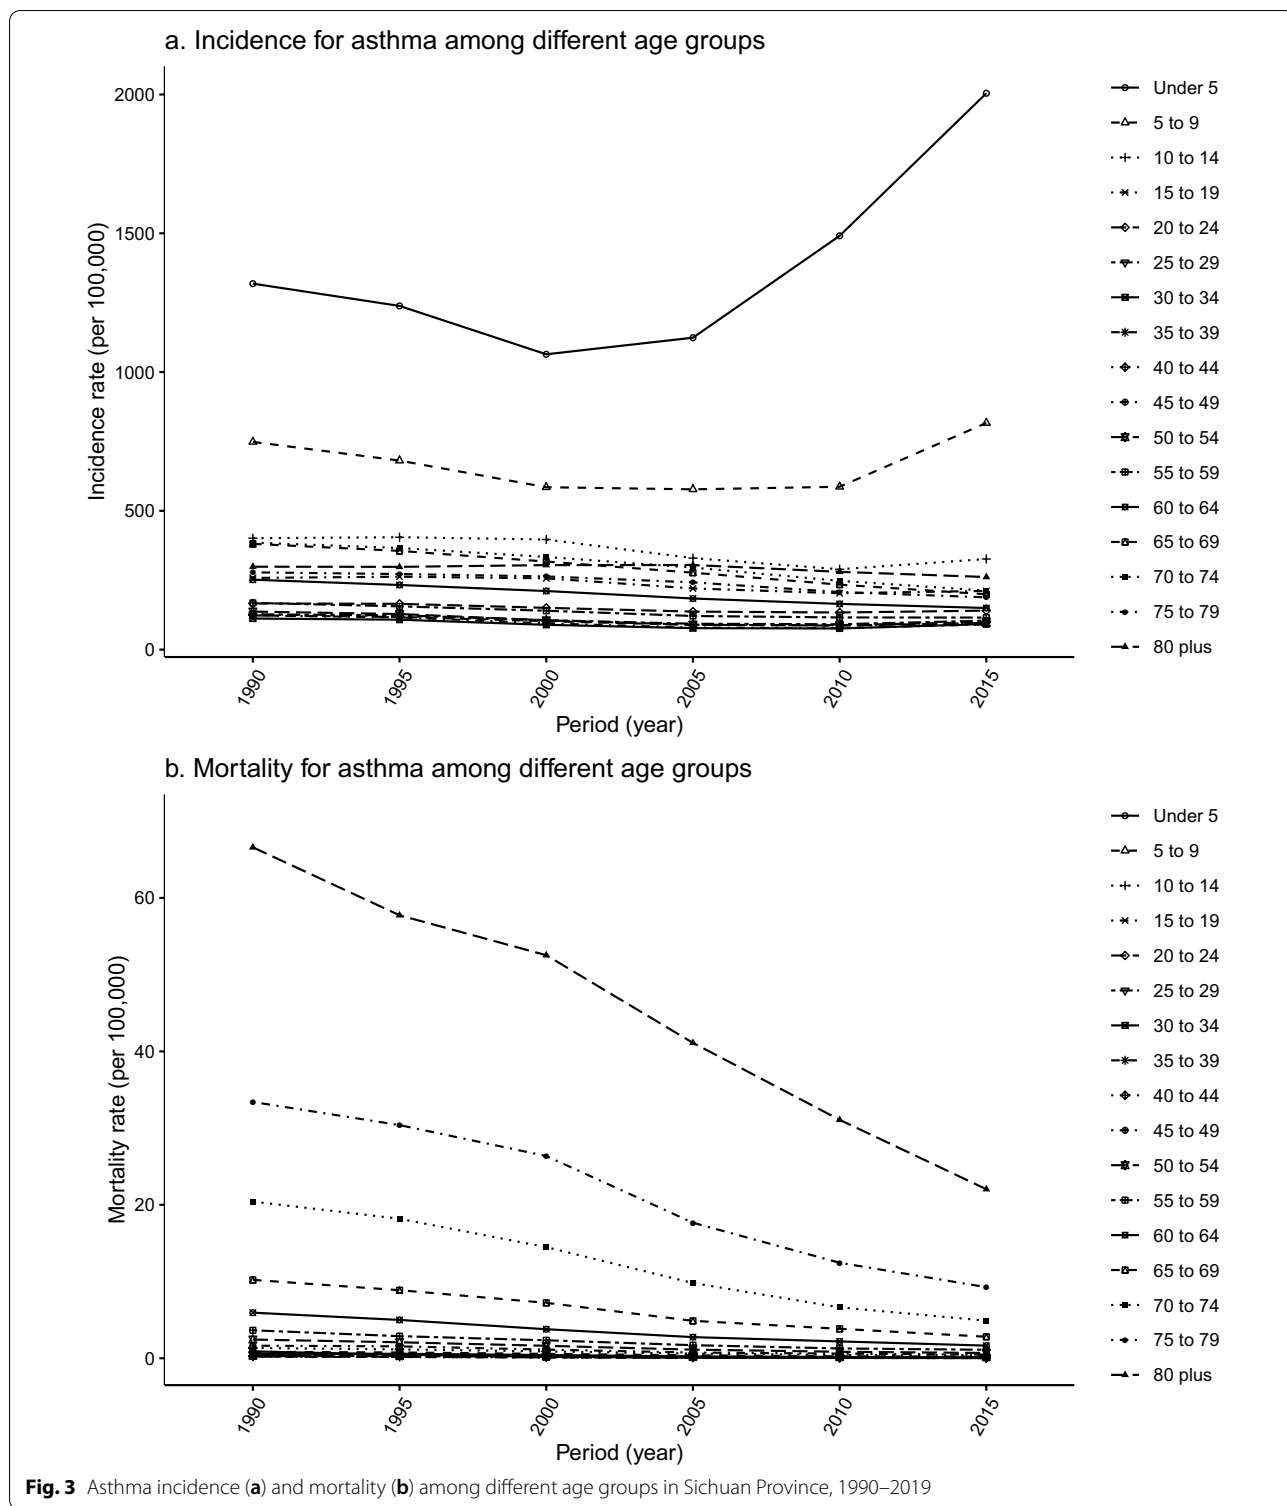 a. Incidence for asthma among different age groups
Incidence rate (per 100,000)
2000
1500
1000
500
0
1990
1995
2000
2005
2010
2015
Period (year)
Under 5
5 to 9
10 to 14
15 to 19
20 to 24
25 to 29
30 to 34
35 to 39
40 to 44
45 to 49
50 to 54
55 to 59
60 to 64
65 to 69
70 to 74
75 to 79
80 plus
b. Mortality for asthma among different age groups
Mortality rate (per 100,000)
60
40
20
0
1990
1995
2000
2005
2010
2015
Period (year)
Under 5
5 to 9
10 to 14
15 to 19
20 to 24
25 to 29
30 to 34
35 to 39
40 to 44
45 to 49
50 to 54
55 to 59
60 to 64
65 to 69
70 to 74
75 to 79
80 plus
Fig. 3 Asthma incidence (a) and mortality (b) among different age groups in Sichuan Province, 1990–2019